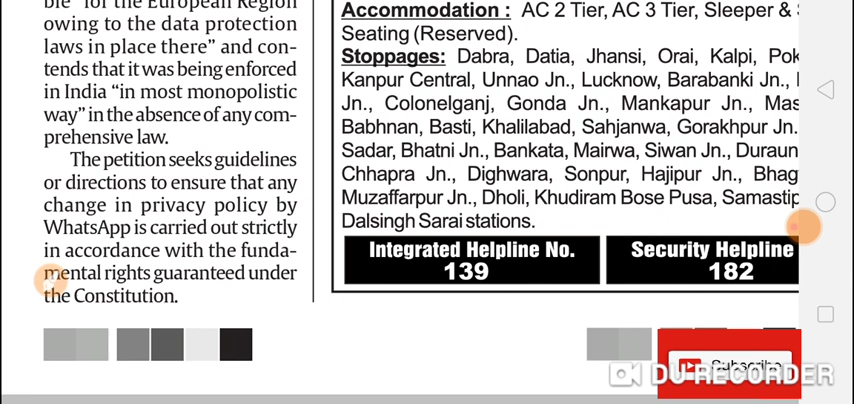 ble" for the European Region
owing to the data protection
laws in place there" and con-
tends that it was being enforced
in India "in most monopolistic
way" in the absence of any com-
prehensive law.
The petition seeks guidelines
or directions to ensure that any
change in privacy policy by
WhatsApp is carried out strictly
in accordance with the funda-
mental rights guaranteed under
the Constitution.
Accommodation : AC 2 Tier, AC 3 Tier, Sleeper &
Seating (Reserved).
Stoppages: Dabra, Datia, Jhansi, Orai, Kalpi, Pok
Kanpur Central, Unnao Jn., Lucknow, Barabanki Jn.,
Jn., Colonelganj, Gonda Jn., Mankapur Jn., Mas
Babhnan, Basti, Khalilabad, Sahjanwa, Gorakhpur Jn.
Sadar, Bhatni Jn., Bankata, Mairwa, Siwan Jn., Duraun
Chhapra Jn., Dighwara, Sonpur, Hajipur Jn., Bhag
Muzaffarpur Jn., Dholi, Khudiram Bose Pusa, Samastip
Dalsingh Sarai stations.
Integrated Helpline No.
139
Security Helpline
182
Subscribe
DU RECORDER